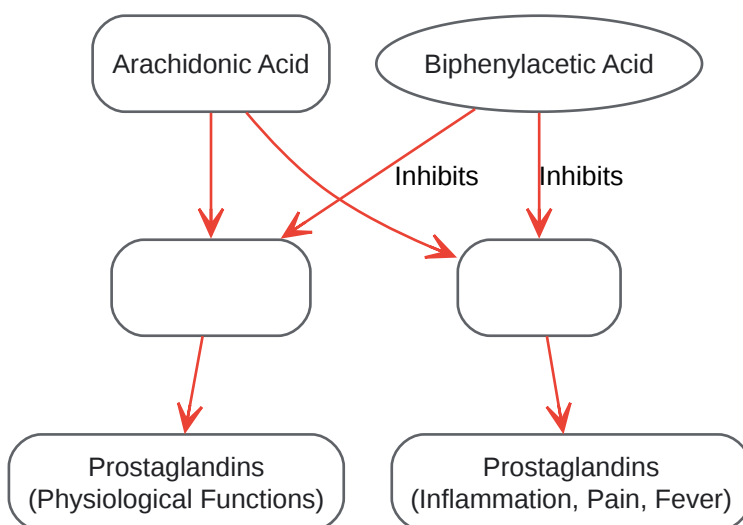 Arachidonic Acid
Biphenylacetic Acid
Inhibits
Inhibits
Prostaglandins
(Physiological Functions)
Prostaglandins
(Inflammation, Pain, Fever)